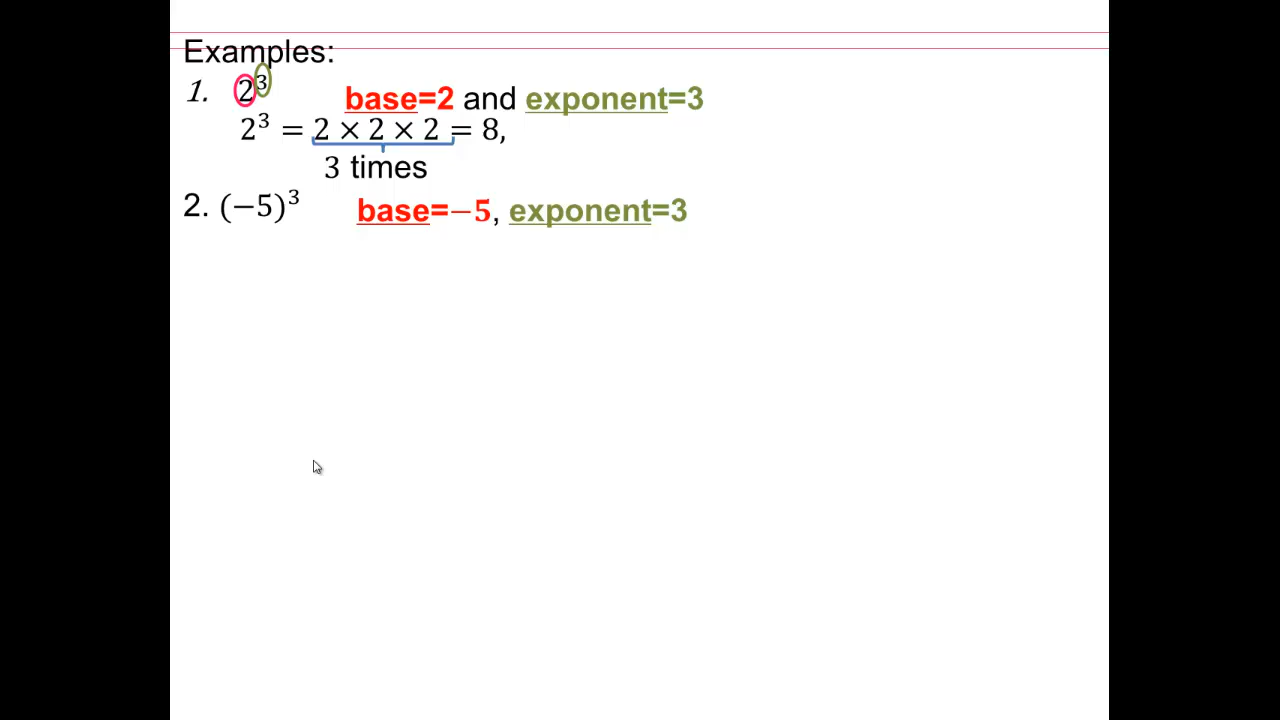 Examples:
1. 2³ base=2 and exponent=3
2³ = 2 × 2 × 2 = 8,
3 times
2. (−5)³ base=−5, exponent=3